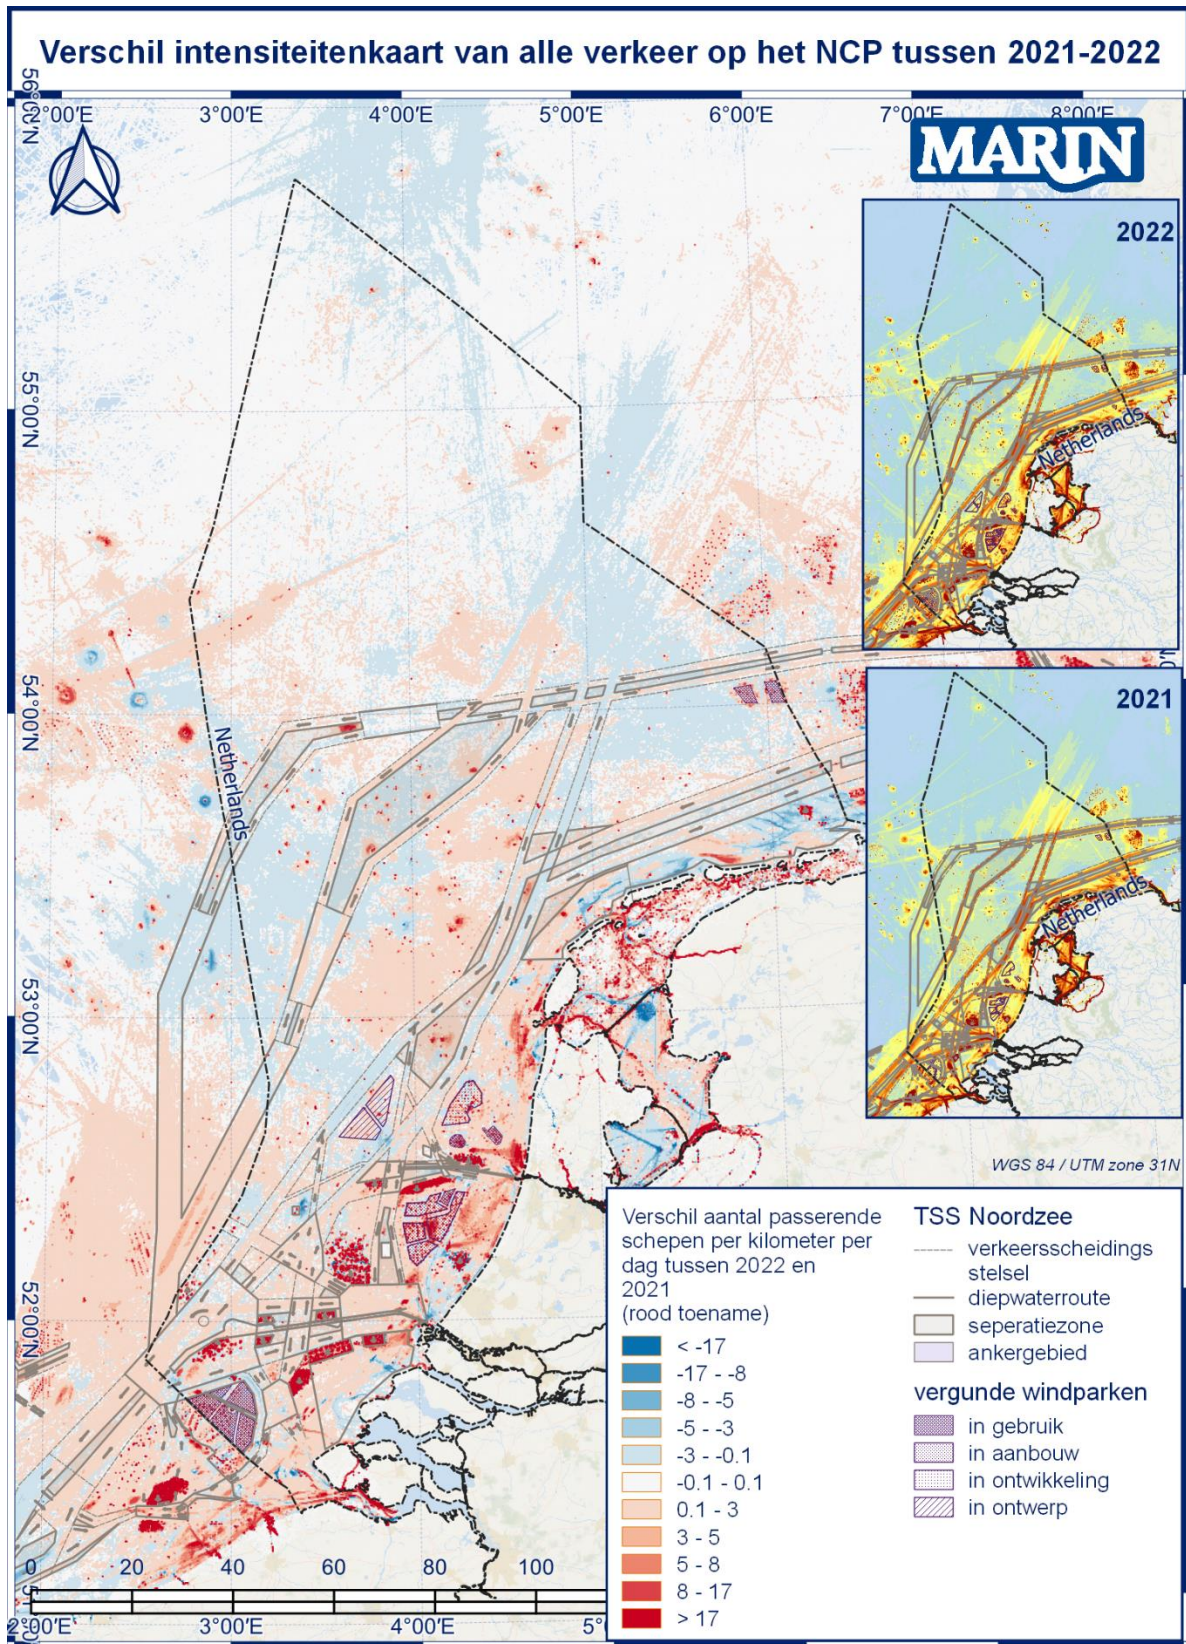 Verschil intensiteitenkaart van alle verkeer op het NCP tussen 2021-2022
2°00'E 3°00'E 4°00'E 5°00'E 6°00'E 7°00'E 8°00'E
56°0 N
MARIN
2022
Netherlands
55°00'N
2021
Netherlands
54°00'N
Netherlands
53°00'N
WGS 84 / UTM zone 31N
52°00'N
Verschil aantal passerende
schepen per kilometer per
dag tussen 2022 en
2021
(rood toename)
< -17
-17 - -8
-8 - -5
-5 - -3
-3 - -0.1
-0.1 - 0.1
0.1 - 3
3 - 5
5 - 8
8 - 17
> 17
TSS Noordzee
verkeersscheidings
stelsel
diepwaterroute
seperatiezone
ankergebied
vergunde windparken
in gebruik
in aanbouw
in ontwikkeling
in ontwerp
0 20 40 60 80 100
2°00'E 3°00'E 4°00'E 5°